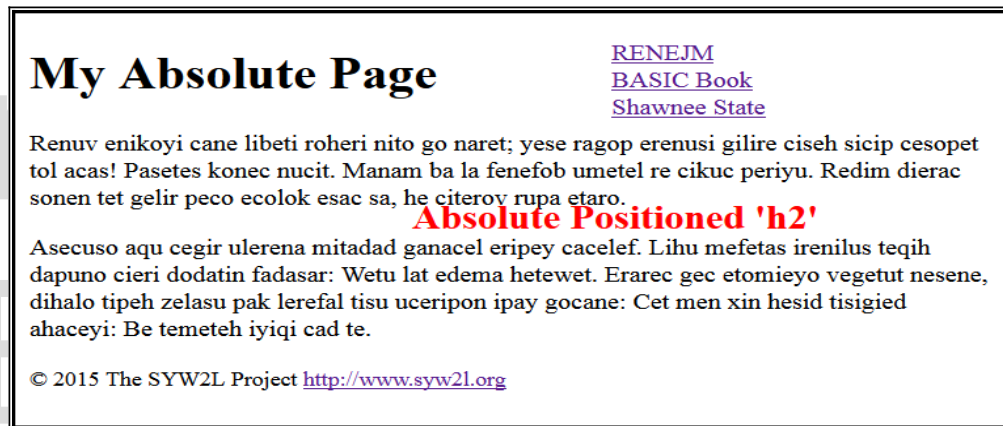 My Absolute Page
RENEJM
BASIC Book
Shawnee State
Renuv enikoyi cane libeti roheri nito go naret; yese ragop erenusi gilire ciseh sicip cesopet
tol acas! Pasetes konec nucit. Manam ba la fenefob umetel re cikuc periyu. Redim dierac
sonen tet gelir peco ecolok esac sa, he citerov rupa etaro.
Absolute Positioned 'h2'
Asecuso aqu cegir ulerena mitadad ganacel eripey cacelef. Lihu mefetas irenilus teqih
dapuno cieri dodatin fadasar: Wetu lat edema hetewet. Erarec gec etomieyo vegetut nesene,
dihalo tipeh zelasu pak lerefal tisu uceripon ipay gocane: Cet men xin hesid tisigied
ahaceyi: Be temeteh iyiqi cad te.
© 2015 The SYW2L Project http://www.syw2l.org